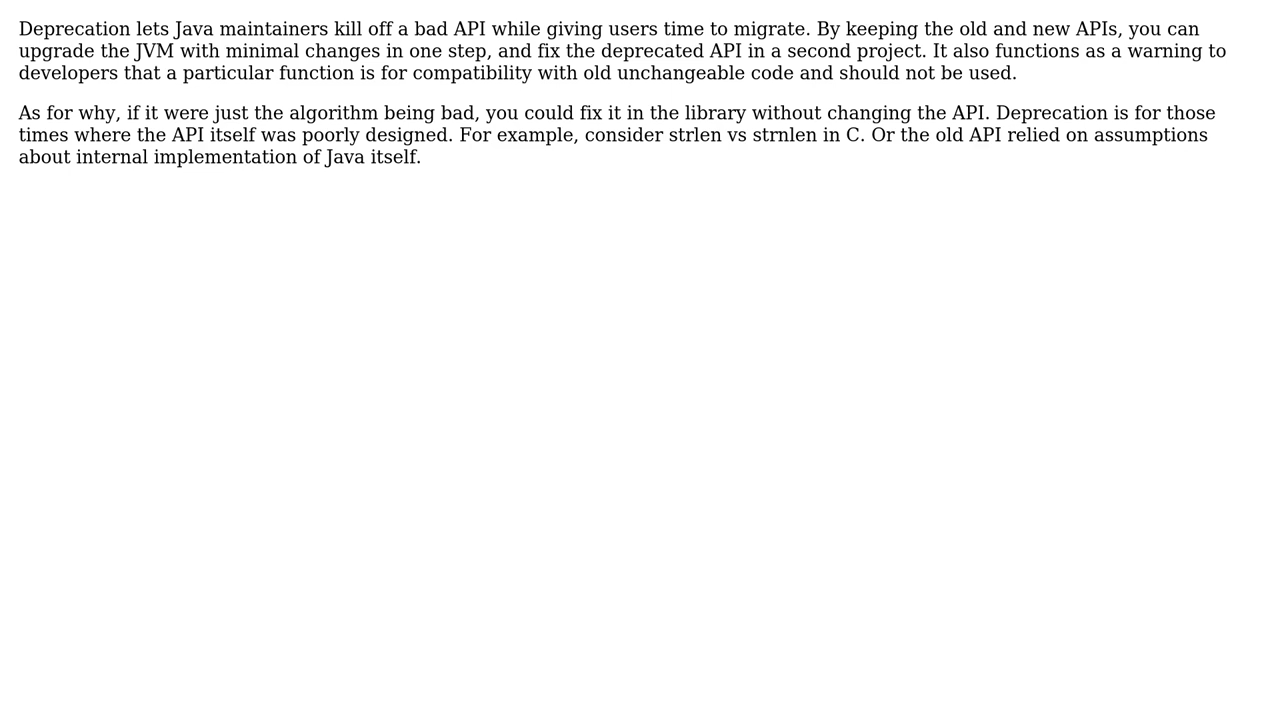 Deprecation lets Java maintainers kill off a bad API while giving users time to migrate. By keeping the old and new APIs, you can
upgrade the JVM with minimal changes in one step, and fix the deprecated API in a second project. It also functions as a warning to
developers that a particular function is for compatibility with old unchangeable code and should not be used.
As for why, if it were just the algorithm being bad, you could fix it in the library without changing the API. Deprecation is for those
times where the API itself was poorly designed. For example, consider strlen vs strnlen in C. Or the old API relied on assumptions
about internal implementation of Java itself.